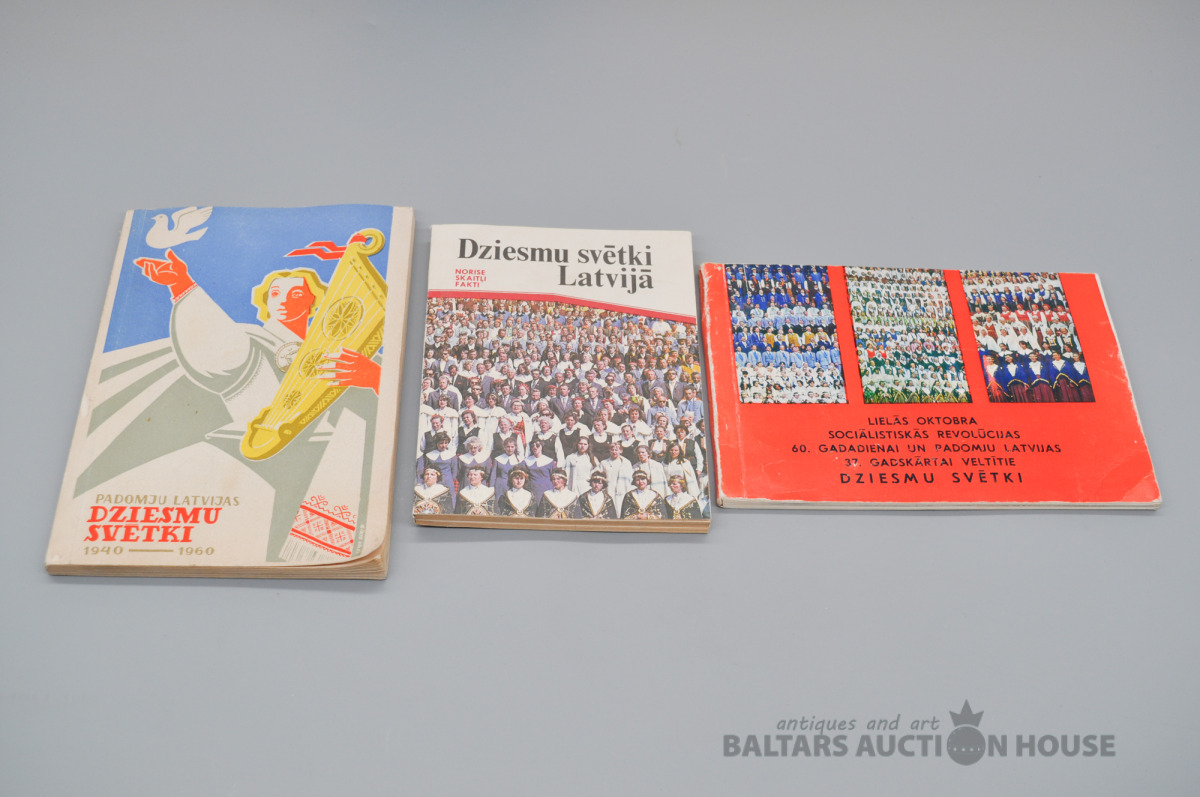 PADOMJU LATVIJAS
DZIESMU
SVĒTKI
1940 — 1960
Dziesmu svētki
Latvijā
NORISE
SKAITĻI
FAKTI
LIELĀS OKTOBRA
SOCIĀLISTISKĀS REVOLŪCIJAS
60. GADADIENAI UN PADOMJU LATVIJAS
37. GADSKĀRTAI VELTĪTIE
DZIESMU SVĒTKI
antiques and art
BALTARS AUCTION HOUSE